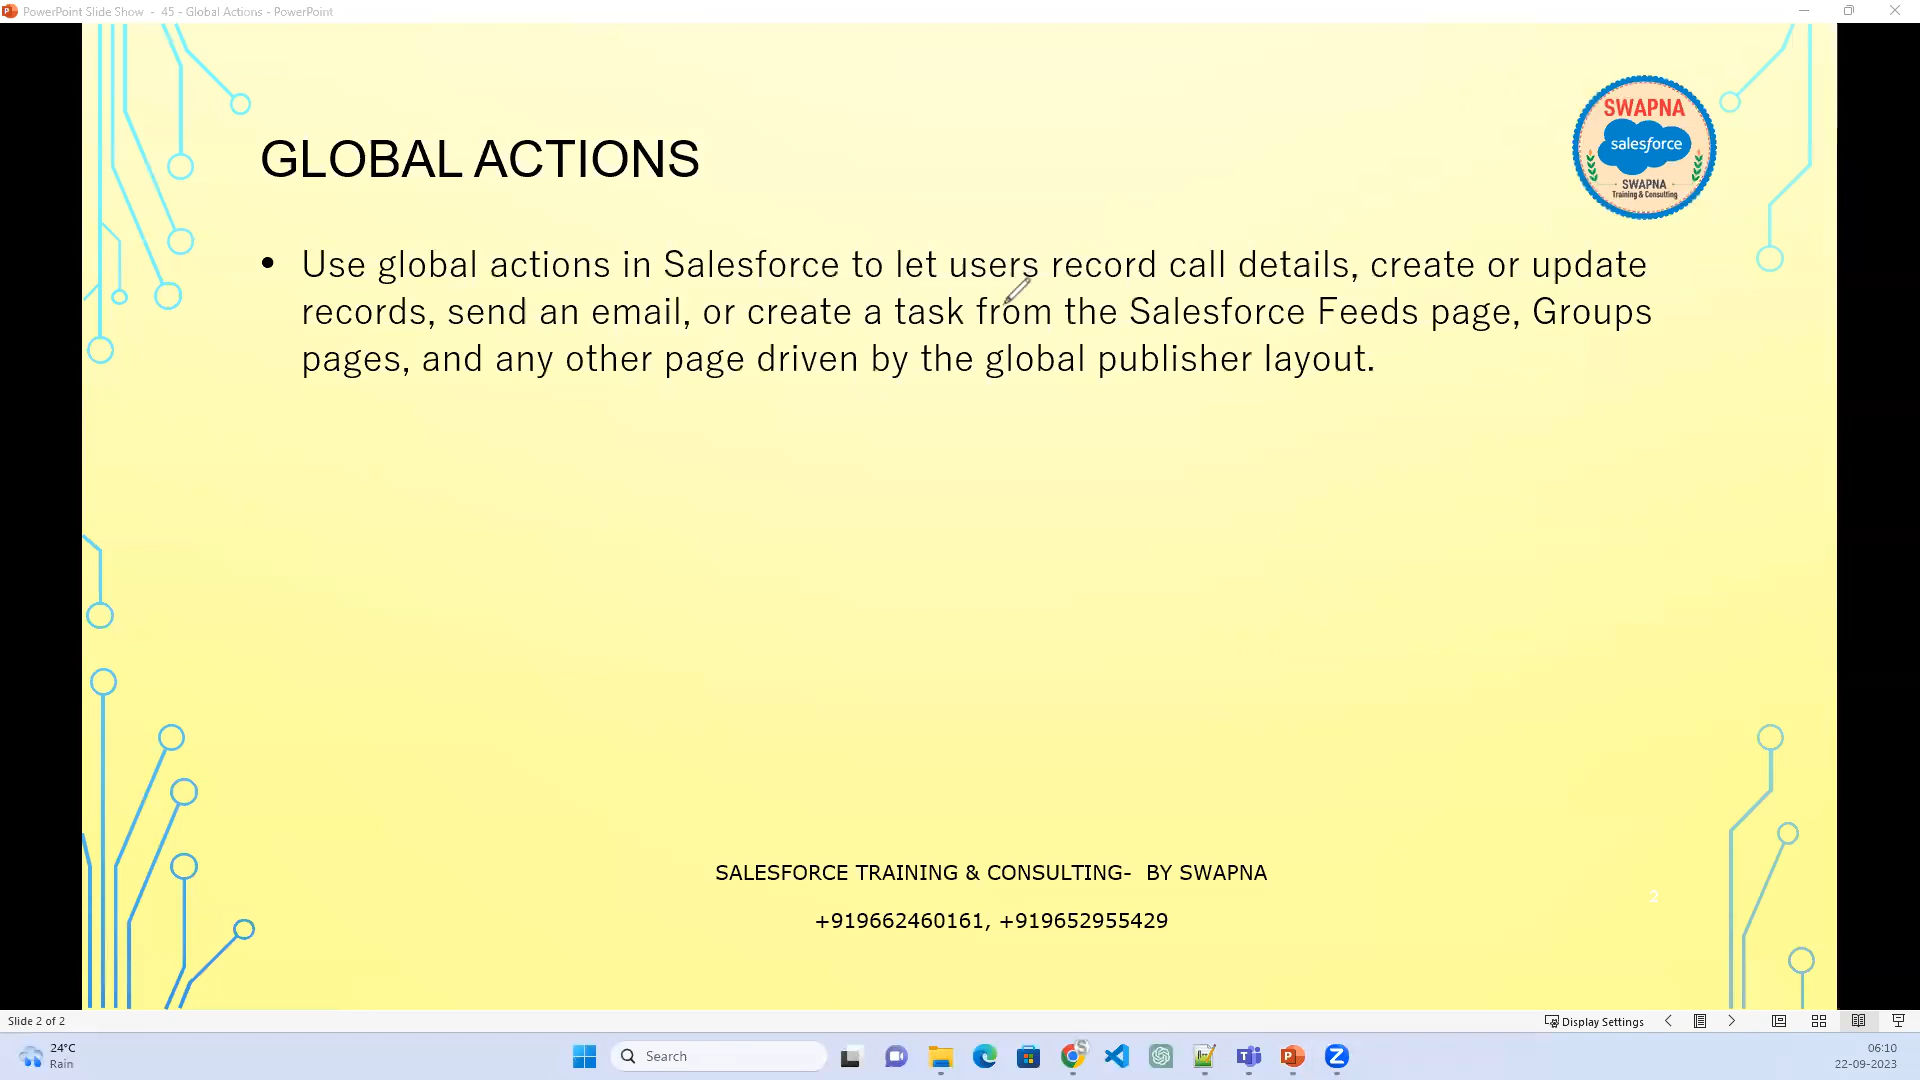 PowerPoint Slide Show - 45 - Global Actions - PowerPoint
SWAPNA
salesforce
SWAPNA
Training & Consulting
GLOBAL ACTIONS
• Use global actions in Salesforce to let users record call details, create or update
records, send an email, or create a task from the Salesforce Feeds page, Groups
pages, and any other page driven by the global publisher layout.
SALESFORCE TRAINING & CONSULTING- BY SWAPNA
2
+919662460161, +919652955429
Slide 2 of 2
Display Settings
24°C
Rain
Search
06:10
22-09-2023